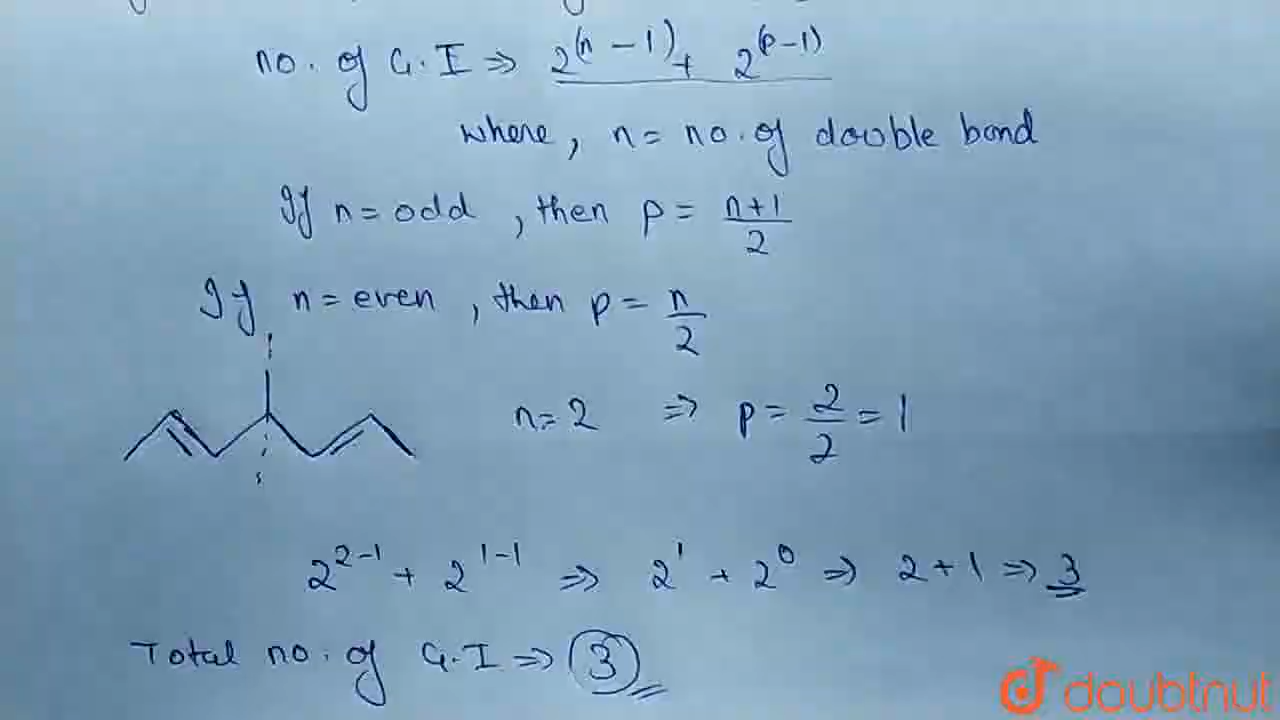 no. of G.I ⇒ 2^(n-1) + 2^(p-1)
where, n = no. of double bond
If n = odd, then p = (n+1)/2
If n = even, then p = n/2
n = 2 ⇒ p = 2/2 = 1
2^(2-1) + 2^(1-1) ⇒ 2^1 + 2^0 ⇒ 2+1 ⇒ 3
Total no. of G.I ⇒ 3
doubtnut